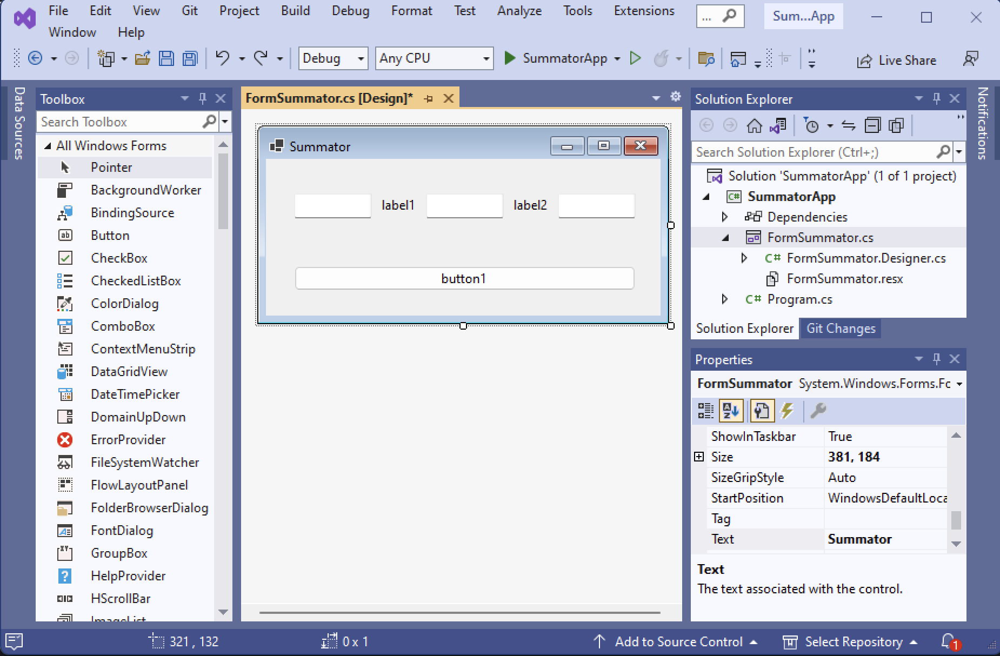 File Edit View Git Project Build Debug Format Test Analyze Tools Extensions
... Sum...App
Window Help
Debug Any CPU SummatorApp Live Share
Data Sources
Toolbox
Search Toolbox
All Windows Forms
Pointer
BackgroundWorker
BindingSource
Button
CheckBox
CheckedListBox
ColorDialog
ComboBox
ContextMenuStrip
DataGridView
DateTimePicker
DomainUpDown
ErrorProvider
FileSystemWatcher
FlowLayoutPanel
FolderBrowserDialog
FontDialog
GroupBox
HelpProvider
HScrollBar
ImageList
FormSummator.cs [Design]*
Summator
label1 label2
button1
Solution Explorer
Search Solution Explorer (Ctrl+;)
Solution 'SummatorApp' (1 of 1 project)
C# SummatorApp
Dependencies
FormSummator.cs
C# FormSummator.Designer.cs
FormSummator.resx
C# Program.cs
Solution Explorer Git Changes
Notifications
Properties
FormSummator System.Windows.Forms.Fo
ShowInTaskbar True
Size 381, 184
SizeGripStyle Auto
StartPosition WindowsDefaultLoca
Tag
Text Summator
Text
The text associated with the control.
321 , 132 0 x 1 Add to Source Control Select Repository 1